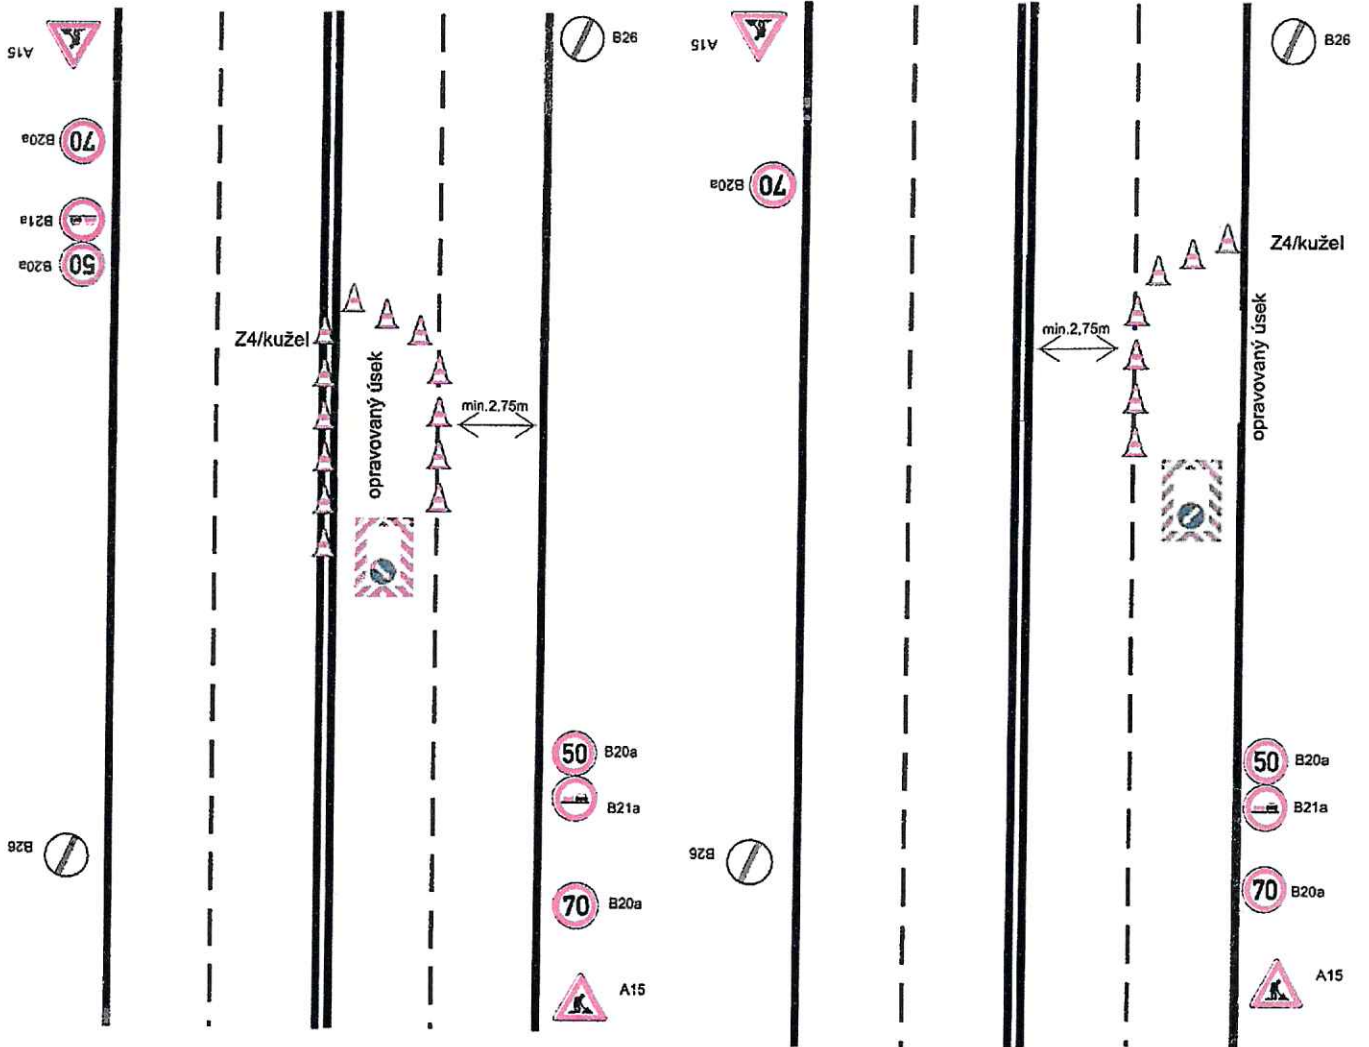 A15
B26
B20a
70
B21a
B20a
50
Z4/kužel
opravovaný úsek
min.2,75m
50
B20a
B21a
B26
70
B20a
A15
A15
B26
B20a
70
Z4/kužel
opravovaný úsek
min.2,75m
50
B20a
B21a
B26
70
B20a
A15